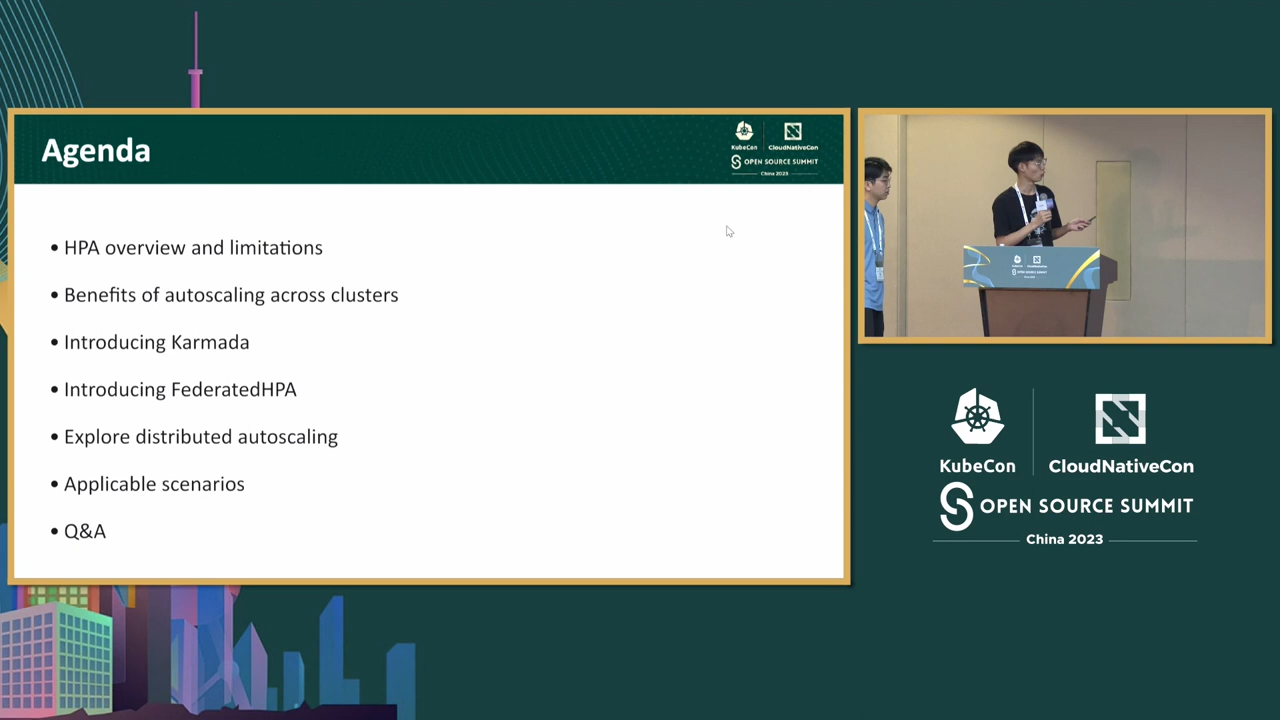 Agenda
KubeCon
CloudNativeCon
OPEN SOURCE SUMMIT
China 2023
• HPA overview and limitations
• Benefits of autoscaling across clusters
• Introducing Karmada
• Introducing FederatedHPA
• Explore distributed autoscaling
• Applicable scenarios
• Q&A
KubeCon
CloudNativeCon
OPEN SOURCE SUMMIT
China 2023